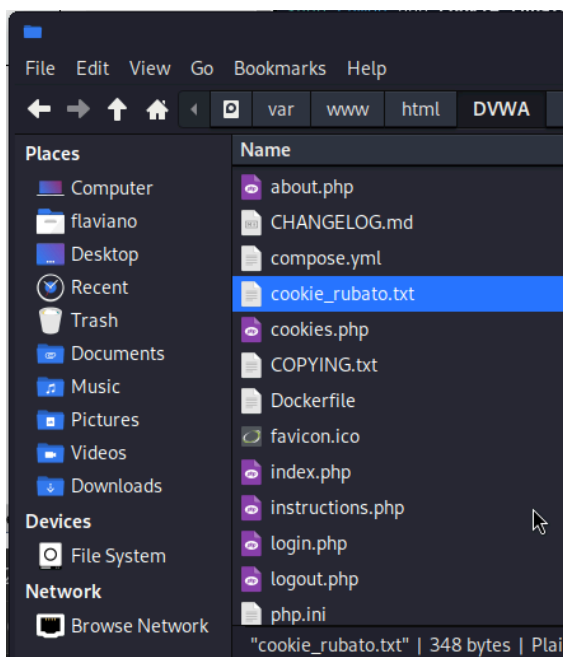 File Edit View Go Bookmarks Help
var www html DVWA
Places
Computer
flaviano
Desktop
Recent
Trash
Documents
Music
Pictures
Videos
Downloads
Devices
File System
Network
Browse Network
Name
about.php
CHANGELOG.md
compose.yml
cookie_rubato.txt
cookies.php
COPYING.txt
Dockerfile
favicon.ico
index.php
instructions.php
login.php
logout.php
php.ini
"cookie_rubato.txt" | 348 bytes | Plai